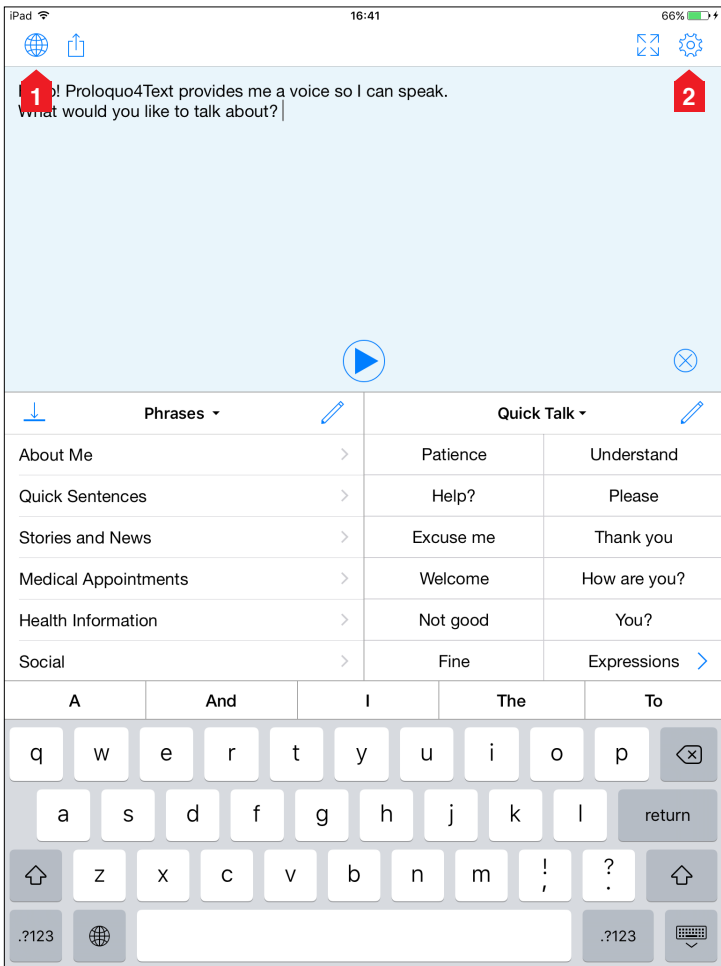 iPad 16:41 66%
1 2
! Proloquo4Text provides me a voice so I can speak.
What would you like to talk about?
Phrases Quick Talk
About Me Patience Understand
Quick Sentences Help? Please
Stories and News Excuse me Thank you
Medical Appointments Welcome How are you?
Health Information Not good You?
Social Fine Expressions
A And I The To
q w e r t y u i o p
a s d f g h j k l return
z x c v b n m ! , ? .
.?123 .?123